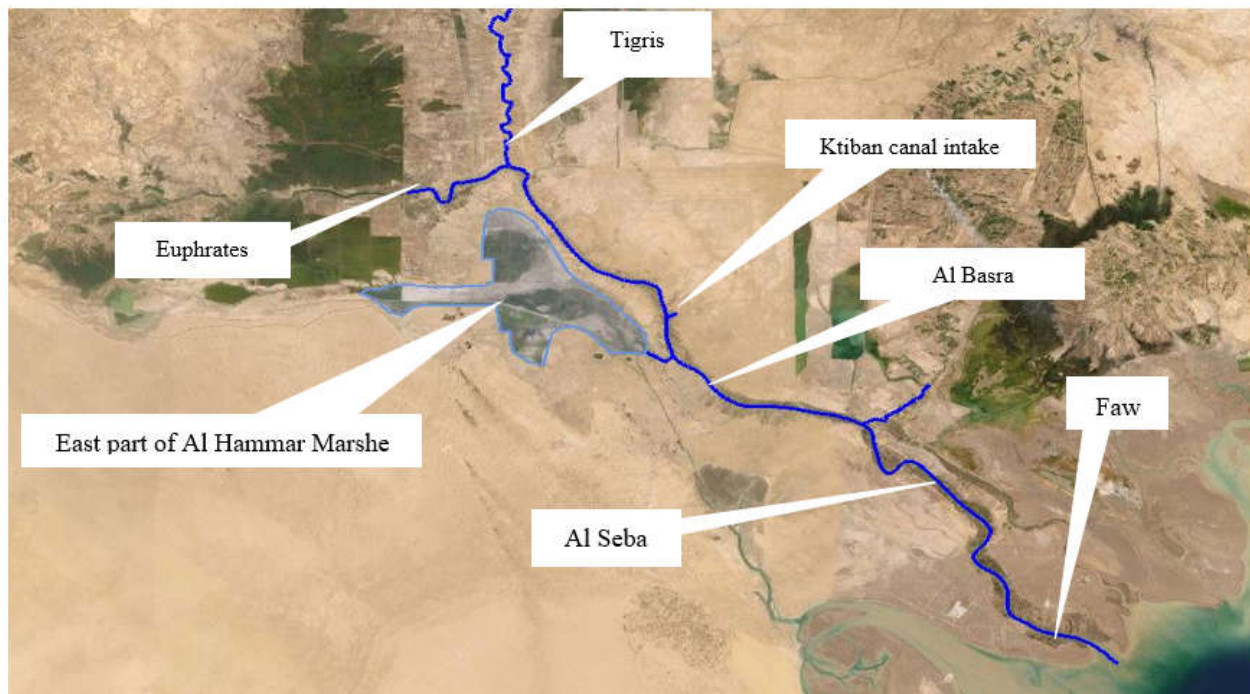 Tigris
Ktiban canal intake
Euphrates
Al Basra
Faw
East part of Al Hammar Marshe
Al Seba